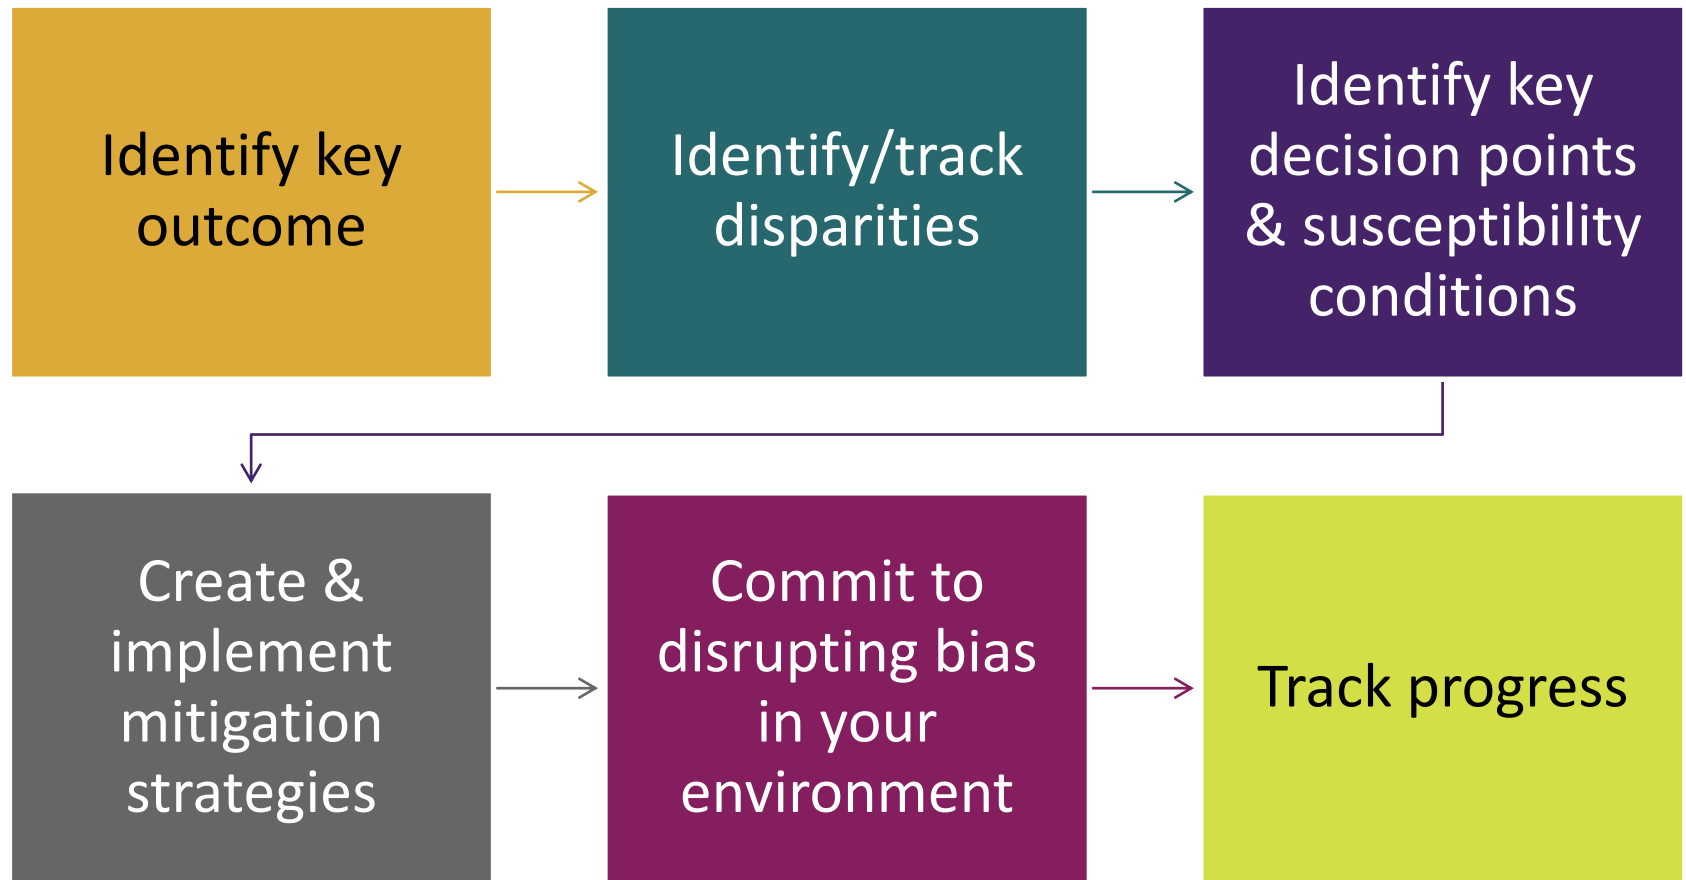 Identify key
outcome
Identify/track
disparities
Identify key
decision points
& susceptibility
conditions
Create &
implement
mitigation
strategies
Commit to
disrupting bias
in your
environment
Track progress